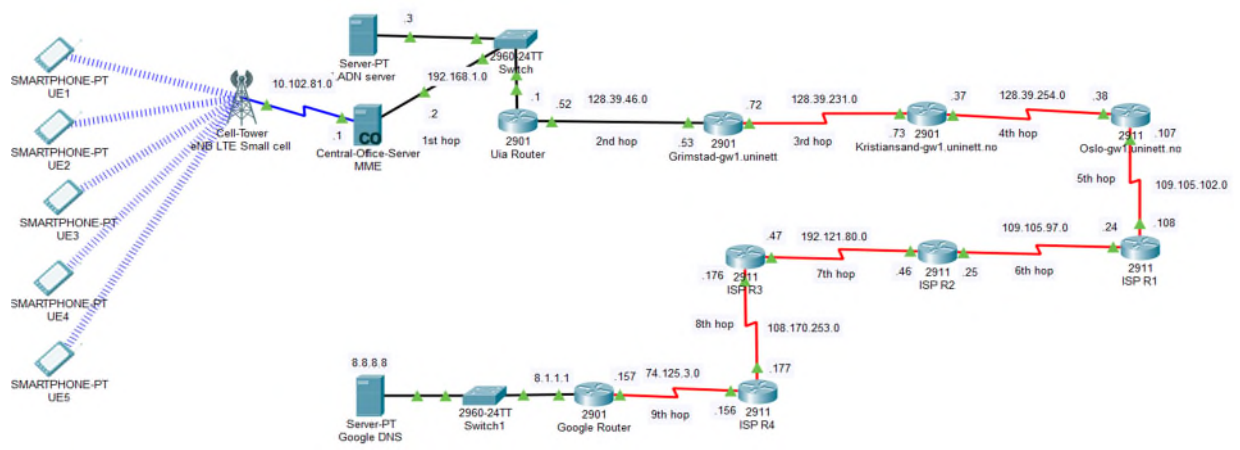 SMARTPHONE-PT
UE1
SMARTPHONE-PT
UE2
SMARTPHONE-PT
UE3
SMARTPHONE-PT
UE4
SMARTPHONE-PT
UE5
10.102.81.0
Cell-Tower
eNB LTE Small cell
.1
CO
Central-Office-Server
MME
.3
Server-PT
ADN server
2960-24TT
Switch
192.168.1.0
.2
1st hop
.1
.52
2901
Uia Router
128.39.46.0
2nd hop
.53
.72
2901
Grimstad-gw1.uninett
128.39.231.0
3rd hop
.73
.37
2901
Kristiansand-gw1.uninett.no
128.39.254.0
4th hop
.38
2911
Oslo-gw1.uninett.no
.107
5th hop
109.105.102.0
.108
2911
ISP R1
.24
109.105.97.0
6th hop
.25
2911
ISP R2
.46
192.121.80.0
7th hop
.47
2911
ISP R3
.176
8th hop
108.170.253.0
.177
2911
ISP R4
.156
74.125.3.0
9th hop
.157
2901
Google Router
8.1.1.1
2960-24TT
Switch1
8.8.8.8
Server-PT
Google DNS